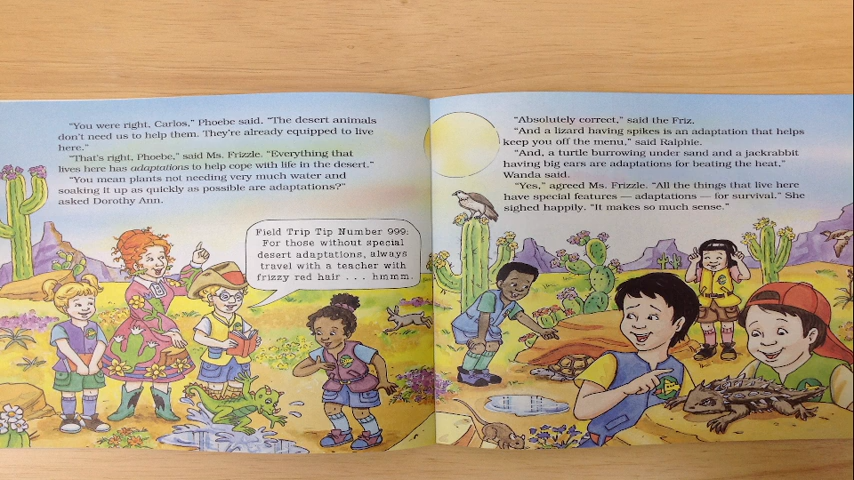 "You were right, Carlos," Phoebe said. "The desert animals
don't need us to help them. They're already equipped to live
here."
"That's right, Phoebe," said Ms. Frizzle. "Everything that
lives here has adaptations to help cope with life in the desert."
"You mean plants not needing very much water and
soaking it up as quickly as possible are adaptations?"
asked Dorothy Ann.
Field Trip Tip Number 999:
For those without special
desert adaptations, always
travel with a teacher with
frizzy red hair . . . hmmm.
"Absolutely correct," said the Friz.
"And a lizard having spikes is an adaptation that helps
keep you off the menu," said Ralphie.
"And, a turtle burrowing under sand and a jackrabbit
having big ears are adaptations for beating the heat,"
Wanda said.
"Yes," agreed Ms. Frizzle. "All the things that live here
have special features — adaptations — for survival." She
sighed happily. "It makes so much sense."